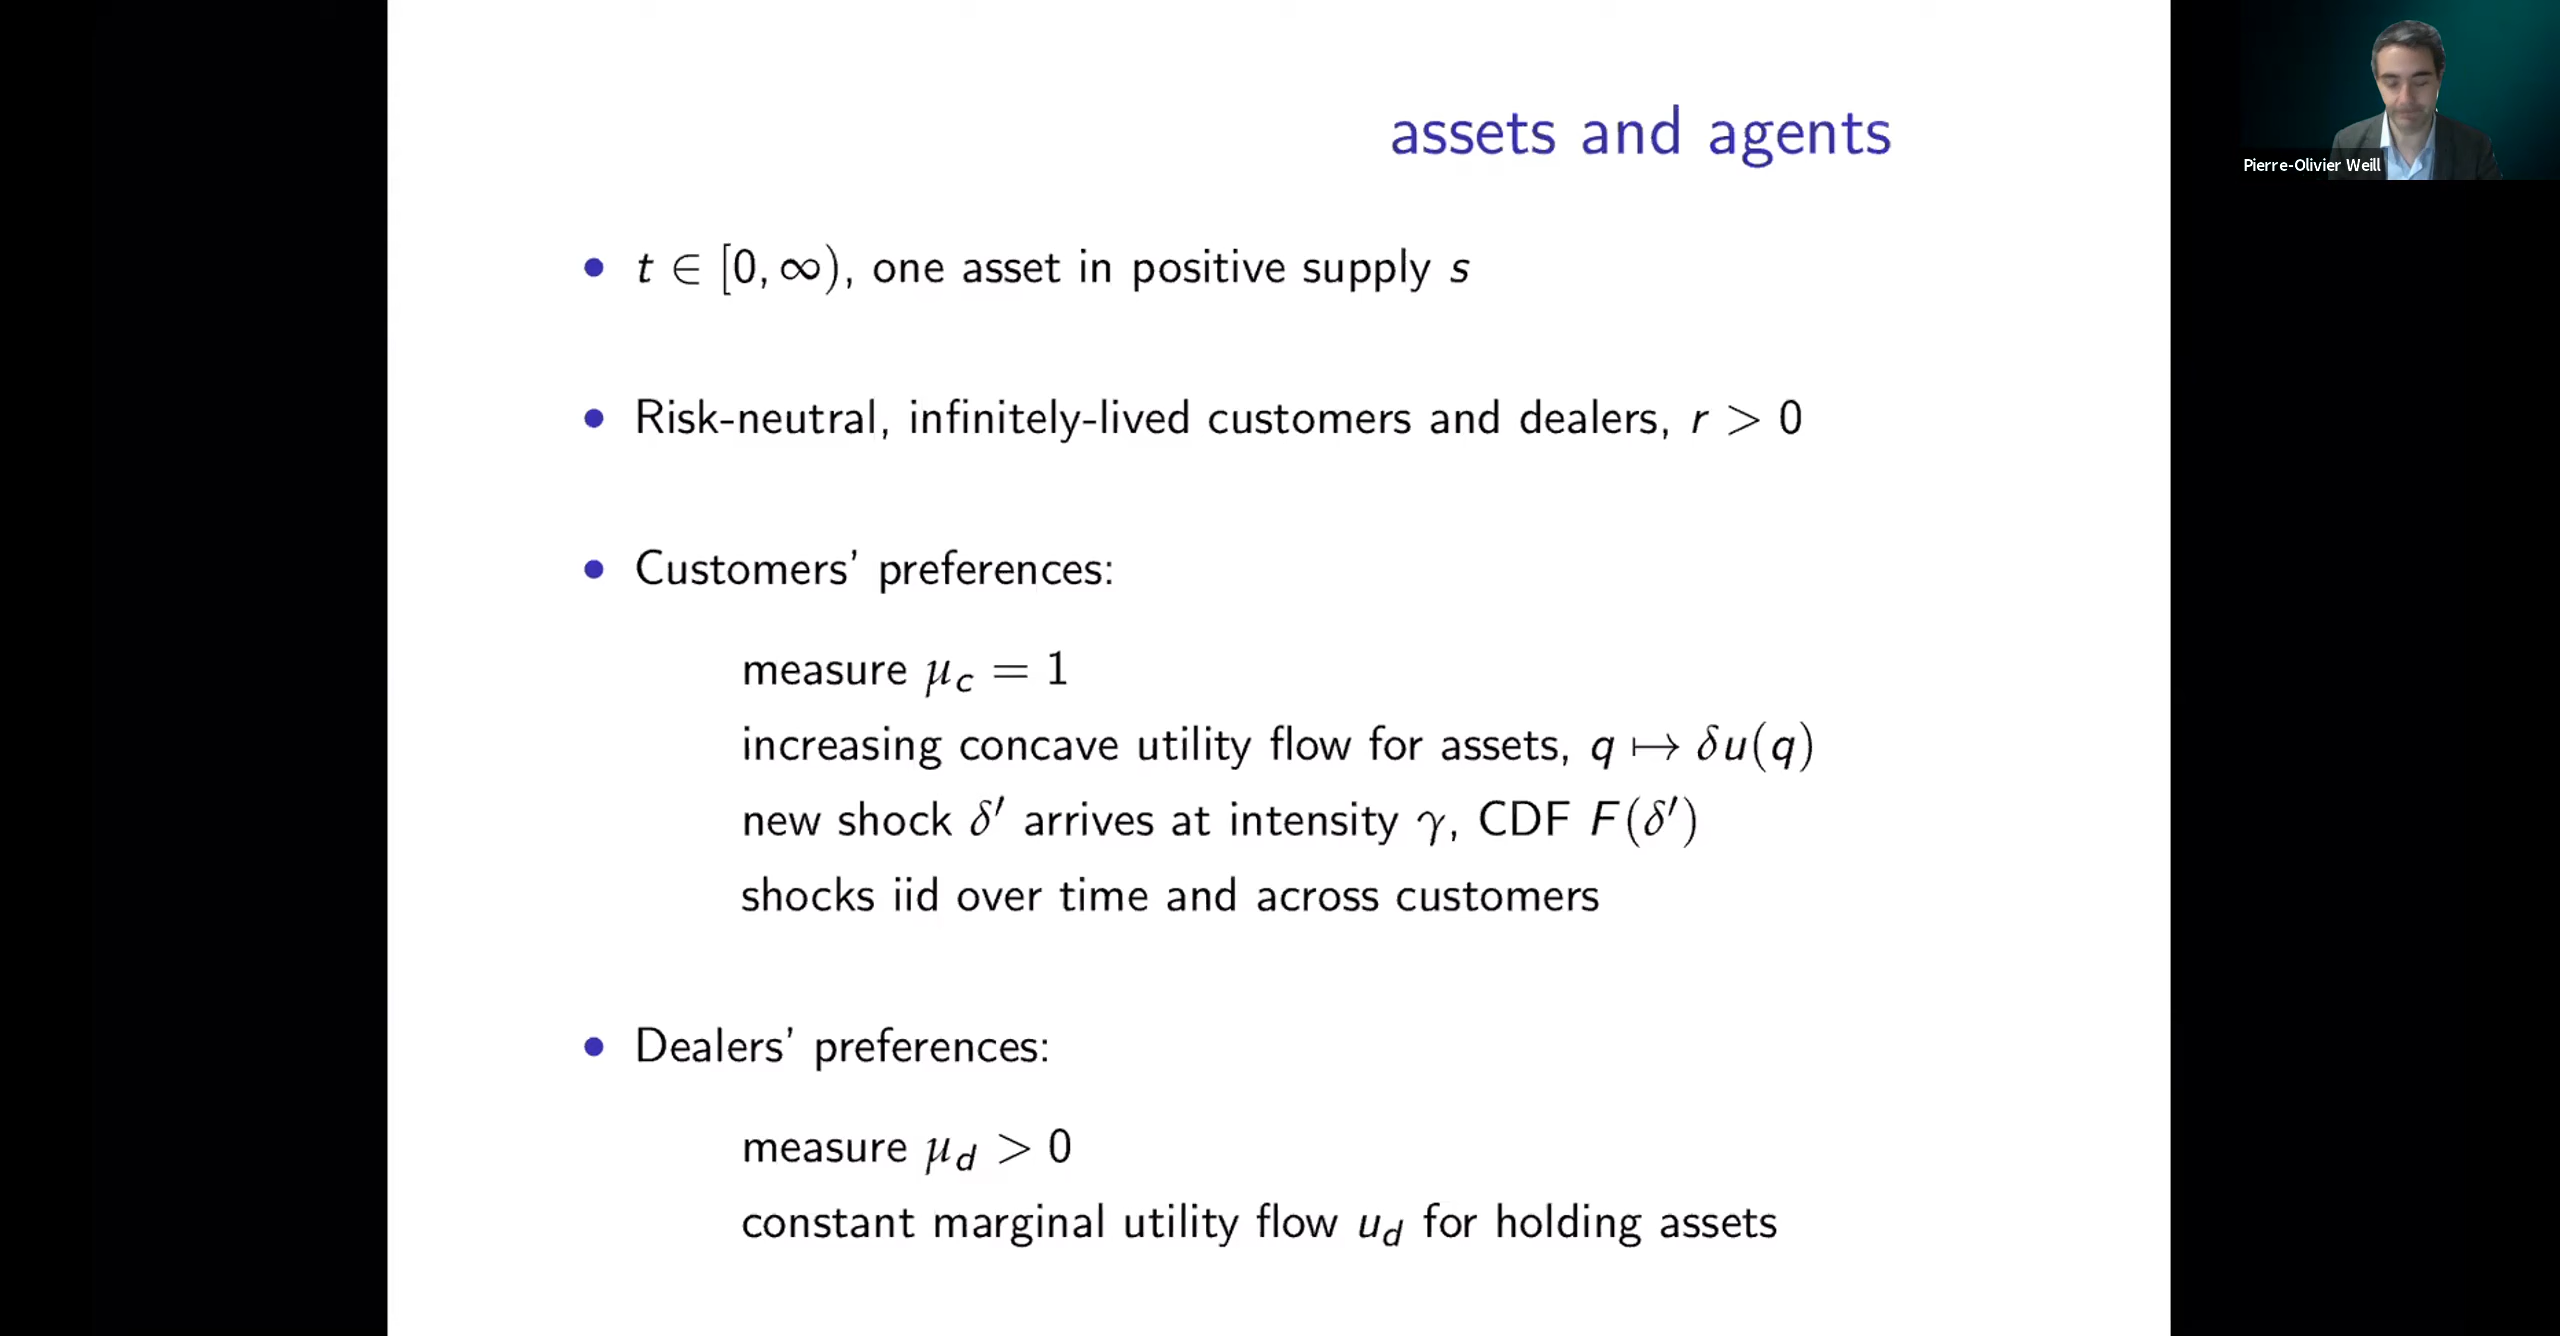 assets and agents
Pierre-Olivier Weill
• t ∈ [0, ∞), one asset in positive supply s
• Risk-neutral, infinitely-lived customers and dealers, r > 0
• Customers' preferences:
measure μ_c = 1
increasing concave utility flow for assets, q ↦ δu(q)
new shock δ′ arrives at intensity γ, CDF F(δ′)
shocks iid over time and across customers
• Dealers' preferences:
measure μ_d > 0
constant marginal utility flow u_d for holding assets